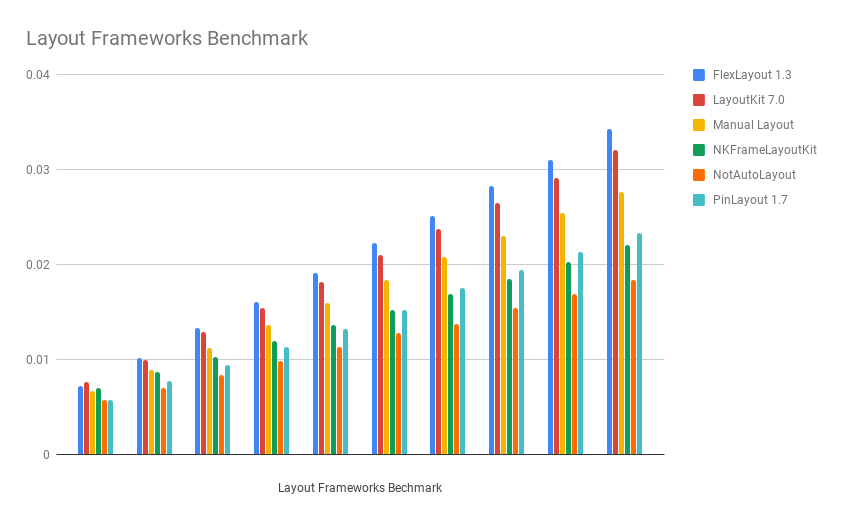 Layout Frameworks Benchmark
0.04
0.03
0.02
0.01
0
Layout Frameworks Bechmark
FlexLayout 1.3
LayoutKit 7.0
Manual Layout
NKFrameLayoutKit
NotAutoLayout
PinLayout 1.7